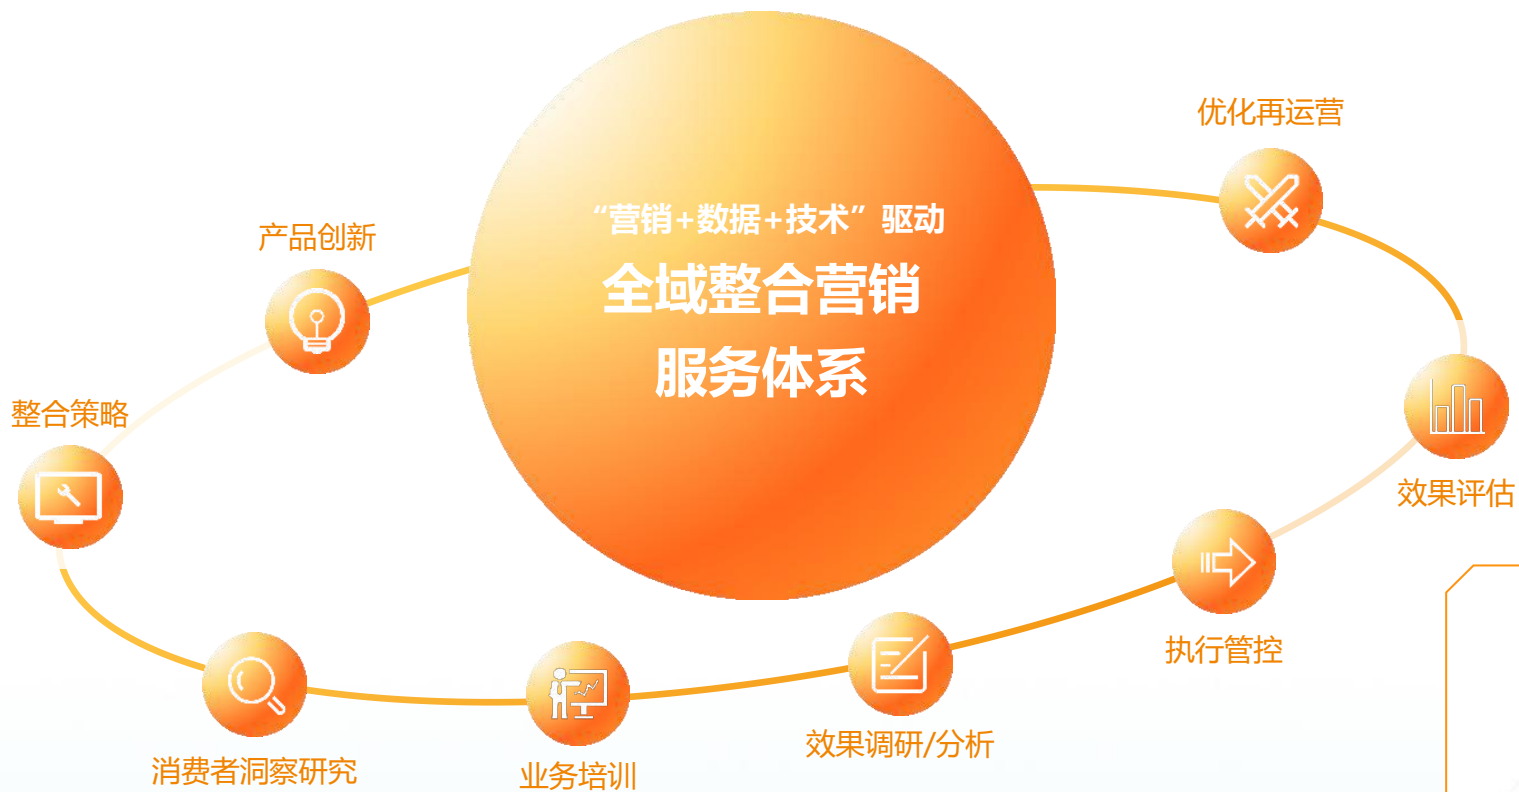 优化再运营
“营销+数据+技术”驱动
产品创新
全域整合营销
服务体系
整合策略
效果评估
执行管控
效果调研/分析
消费者洞察研究
业务培训